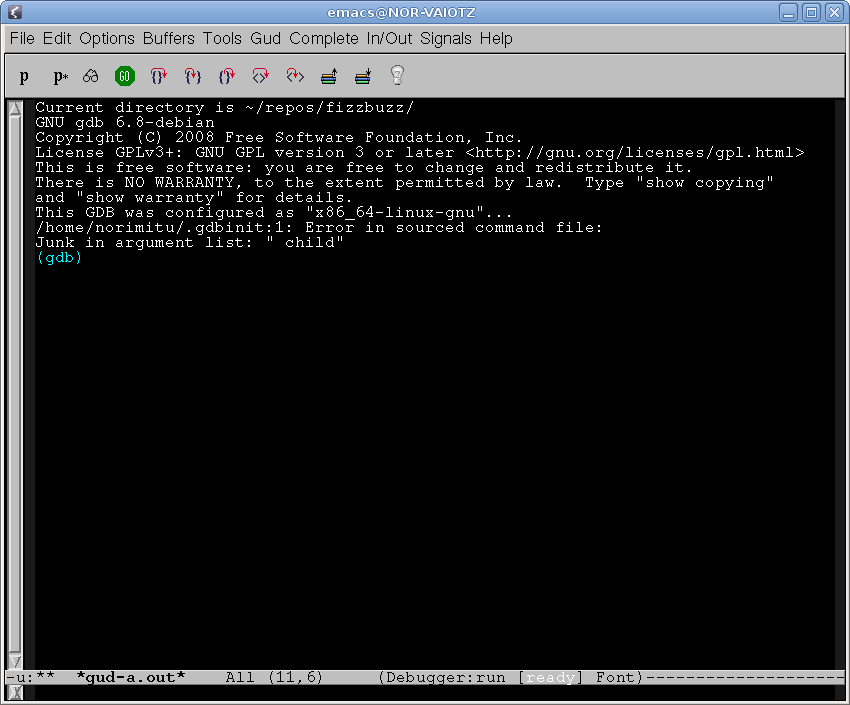 emacs@NOR-VAIOTZ
File Edit Options Buffers Tools Gud Complete In/Out Signals Help
p p* GO {} {} {} <> <>
Current directory is ~/repos/fizzbuzz/
GNU gdb 6.8-debian
Copyright (C) 2008 Free Software Foundation, Inc.
License GPLv3+: GNU GPL version 3 or later <http://gnu.org/licenses/gpl.html>
This is free software: you are free to change and redistribute it.
There is NO WARRANTY, to the extent permitted by law.  Type "show copying"
and "show warranty" for details.
This GDB was configured as "x86_64-linux-gnu"...
/home/norimitu/.gdbinit:1: Error in sourced command file:
Junk in argument list: " child"
(gdb)
-u:**  *gud-a.out*    All (11,6)      (Debugger:run [ready] Font)--------------------